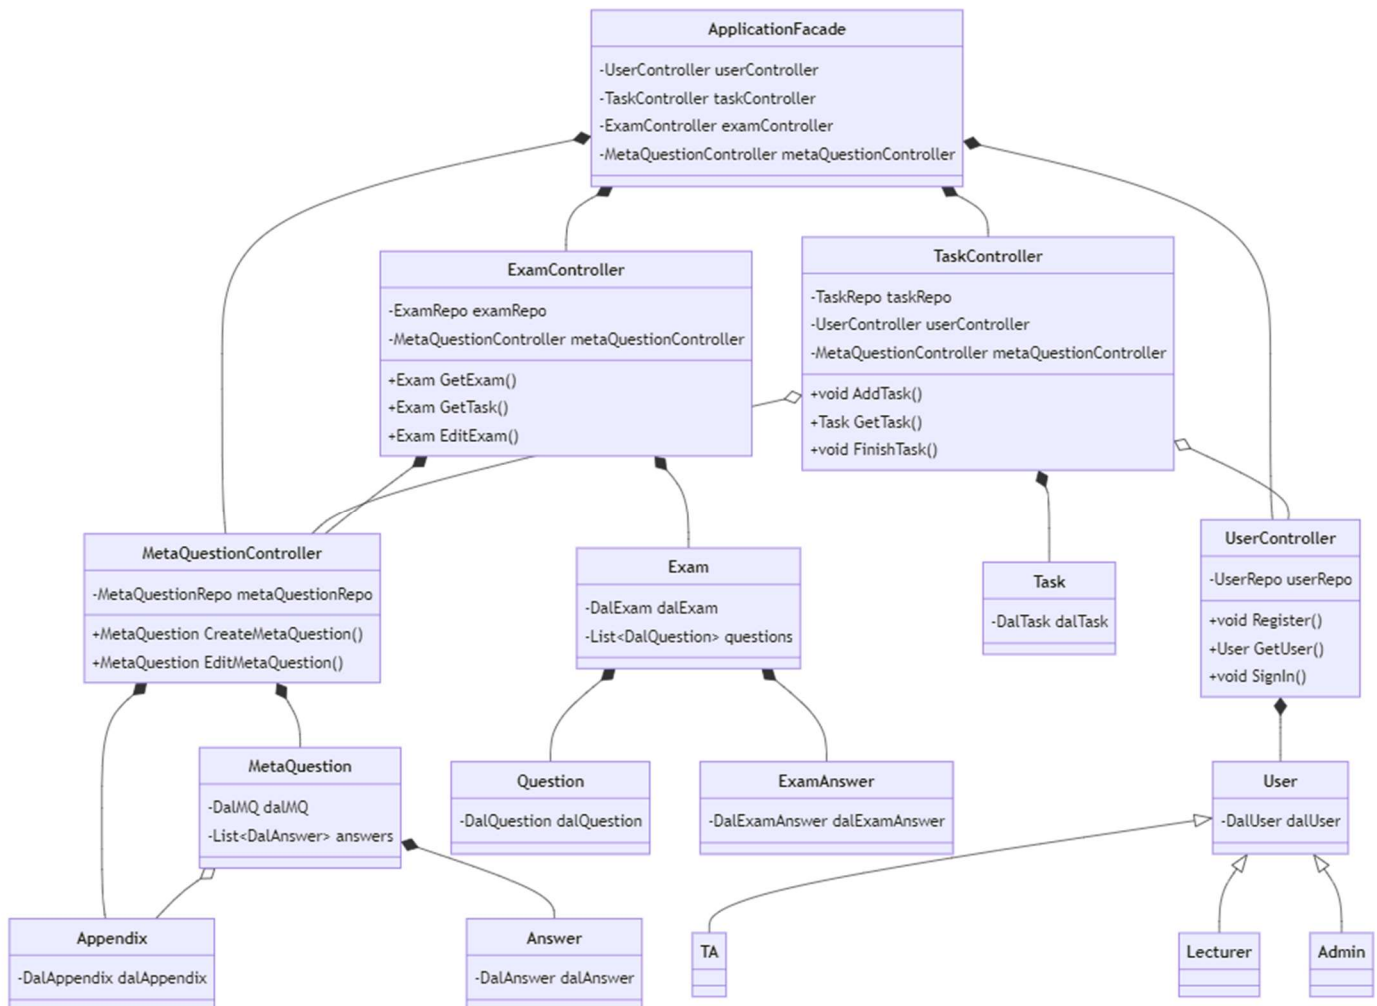 ApplicationFacade
-UserController userController
-TaskController taskController
-ExamController examController
-MetaQuestionController metaQuestionController
ExamController
-ExamRepo examRepo
-MetaQuestionController metaQuestionController
+Exam GetExam()
+Exam GetTask()
+Exam EditExam()
TaskController
-TaskRepo taskRepo
-UserController userController
-MetaQuestionController metaQuestionController
+void AddTask()
+Task GetTask()
+void FinishTask()
MetaQuestionController
-MetaQuestionRepo metaQuestionRepo
+MetaQuestion CreateMetaQuestion()
+MetaQuestion EditMetaQuestion()
Exam
-DalExam dalExam
-List<DalQuestion> questions
Task
-DalTask dalTask
UserController
-UserRepo userRepo
+void Register()
+User GetUser()
+void SignIn()
MetaQuestion
-DalMQ dalMQ
-List<DalAnswer> answers
Question
-DalQuestion dalQuestion
ExamAnswer
-DalExamAnswer dalExamAnswer
User
-DalUser dalUser
Appendix
-DalAppendix dalAppendix
Answer
-DalAnswer dalAnswer
TA
Lecturer
Admin